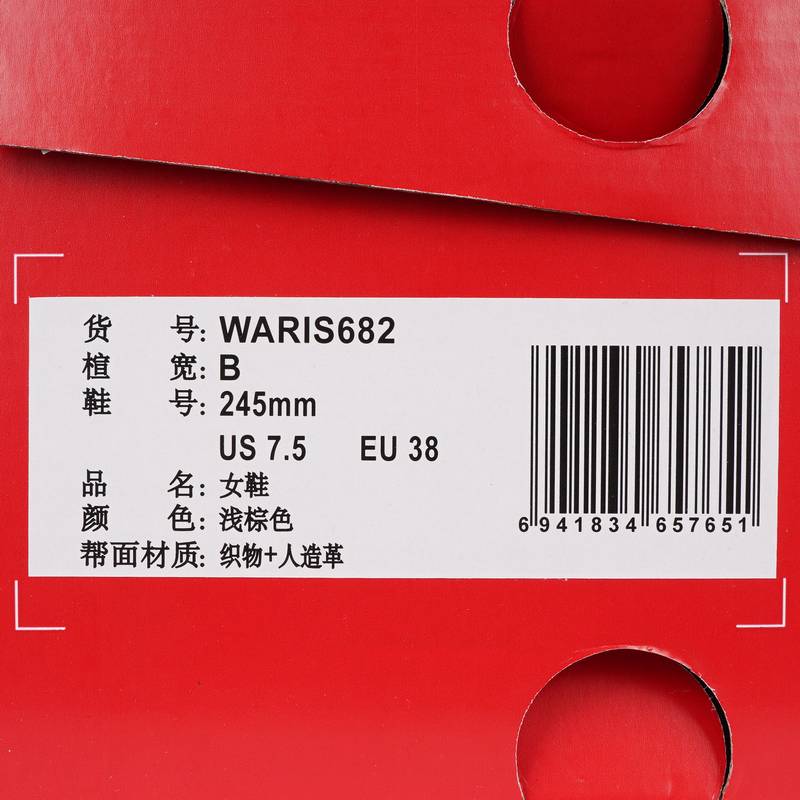 货 号: WARIS682
楦 宽: B
鞋 号: 245mm
US 7.5 EU 38
品 名: 女鞋
颜 色: 浅棕色
帮面材质: 织物+人造革
6 941834 657651